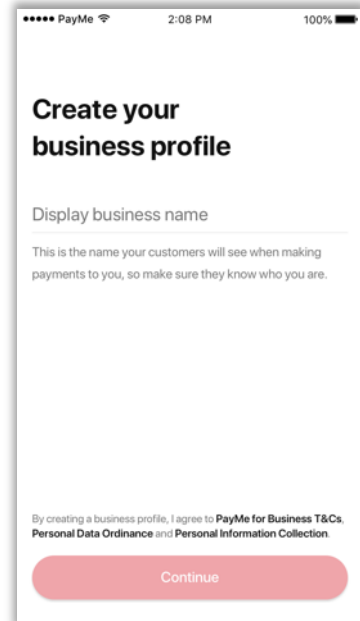 ●●●●● PayMe 2:08 PM 100%
Create your
business profile
Display business name
This is the name your customers will see when making
payments to you, so make sure they know who you are.
By creating a business profile, I agree to PayMe for Business T&Cs,
Personal Data Ordinance and Personal Information Collection.
Continue